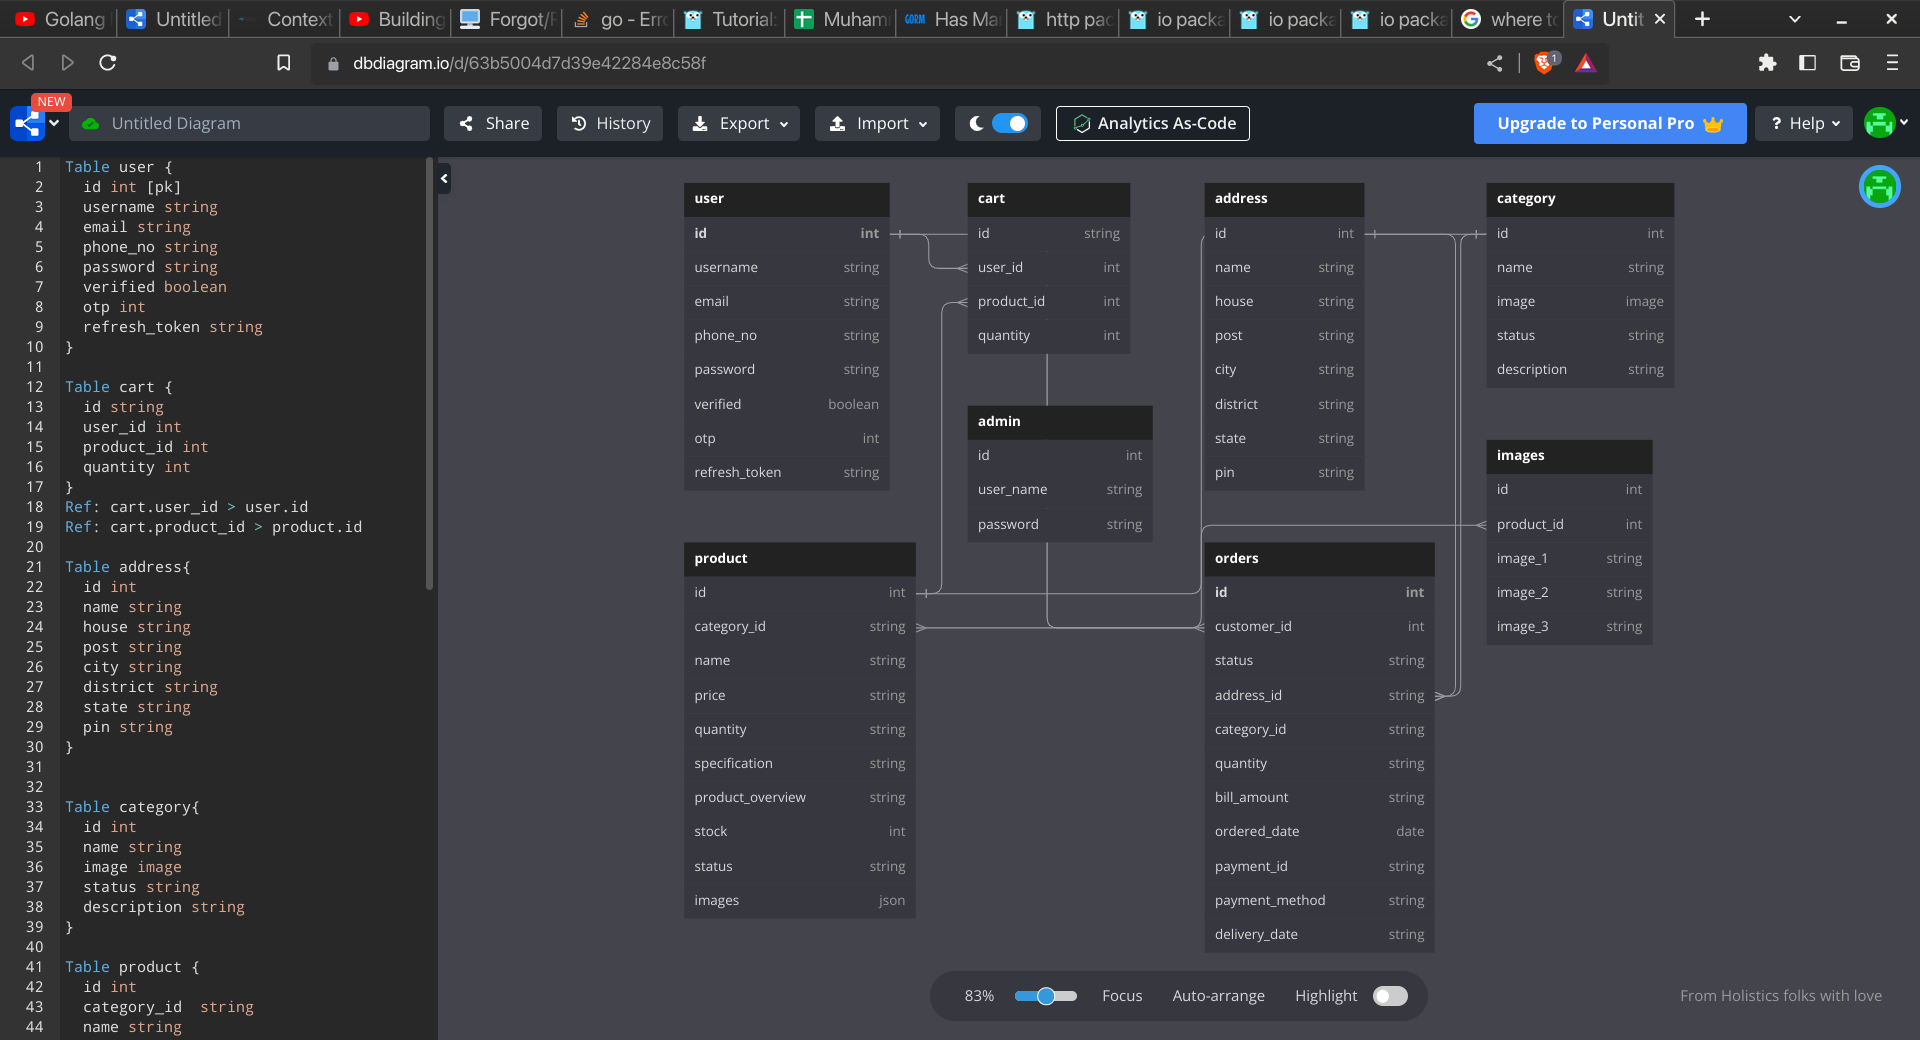 Golang
Untitled
Context
Building
Forgot/
go - Erro
Tutorial:
Muham
GORM Has Ma
http pac
io packa
io packa
io packa
where to
Untit
dbdiagram.io/d/63b5004d7d39e42284e8c58f
1
NEW
Untitled Diagram
Share
History
Export
Import
Analytics As-Code
Upgrade to Personal Pro
? Help
1 Table user {
2 id int [pk]
3 username string
4 email string
5 phone_no string
6 password string
7 verified boolean
8 otp int
9 refresh_token string
10 }
11
12 Table cart {
13 id string
14 user_id int
15 product_id int
16 quantity int
17 }
18 Ref: cart.user_id > user.id
19 Ref: cart.product_id > product.id
20
21 Table address{
22 id int
23 name string
24 house string
25 post string
26 city string
27 district string
28 state string
29 pin string
30 }
31
32
33 Table category{
34 id int
35 name string
36 image image
37 status string
38 description string
39 }
40
41 Table product {
42 id int
43 category_id  string
44 name string
user
id int
username string
email string
phone_no string
password string
verified boolean
otp int
refresh_token string
cart
id string
user_id int
product_id int
quantity int
admin
id int
user_name string
password string
address
id int
name string
house string
post string
city string
district string
state string
pin string
category
id int
name string
image image
status string
description string
images
id int
product_id int
image_1 string
image_2 string
image_3 string
product
id int
category_id string
name string
price string
quantity string
specification string
product_overview string
stock int
status string
images json
orders
id int
customer_id int
status string
address_id string
category_id string
quantity string
bill_amount string
ordered_date date
payment_id string
payment_method string
delivery_date string
83%
Focus
Auto-arrange
Highlight
From Holistics folks with love